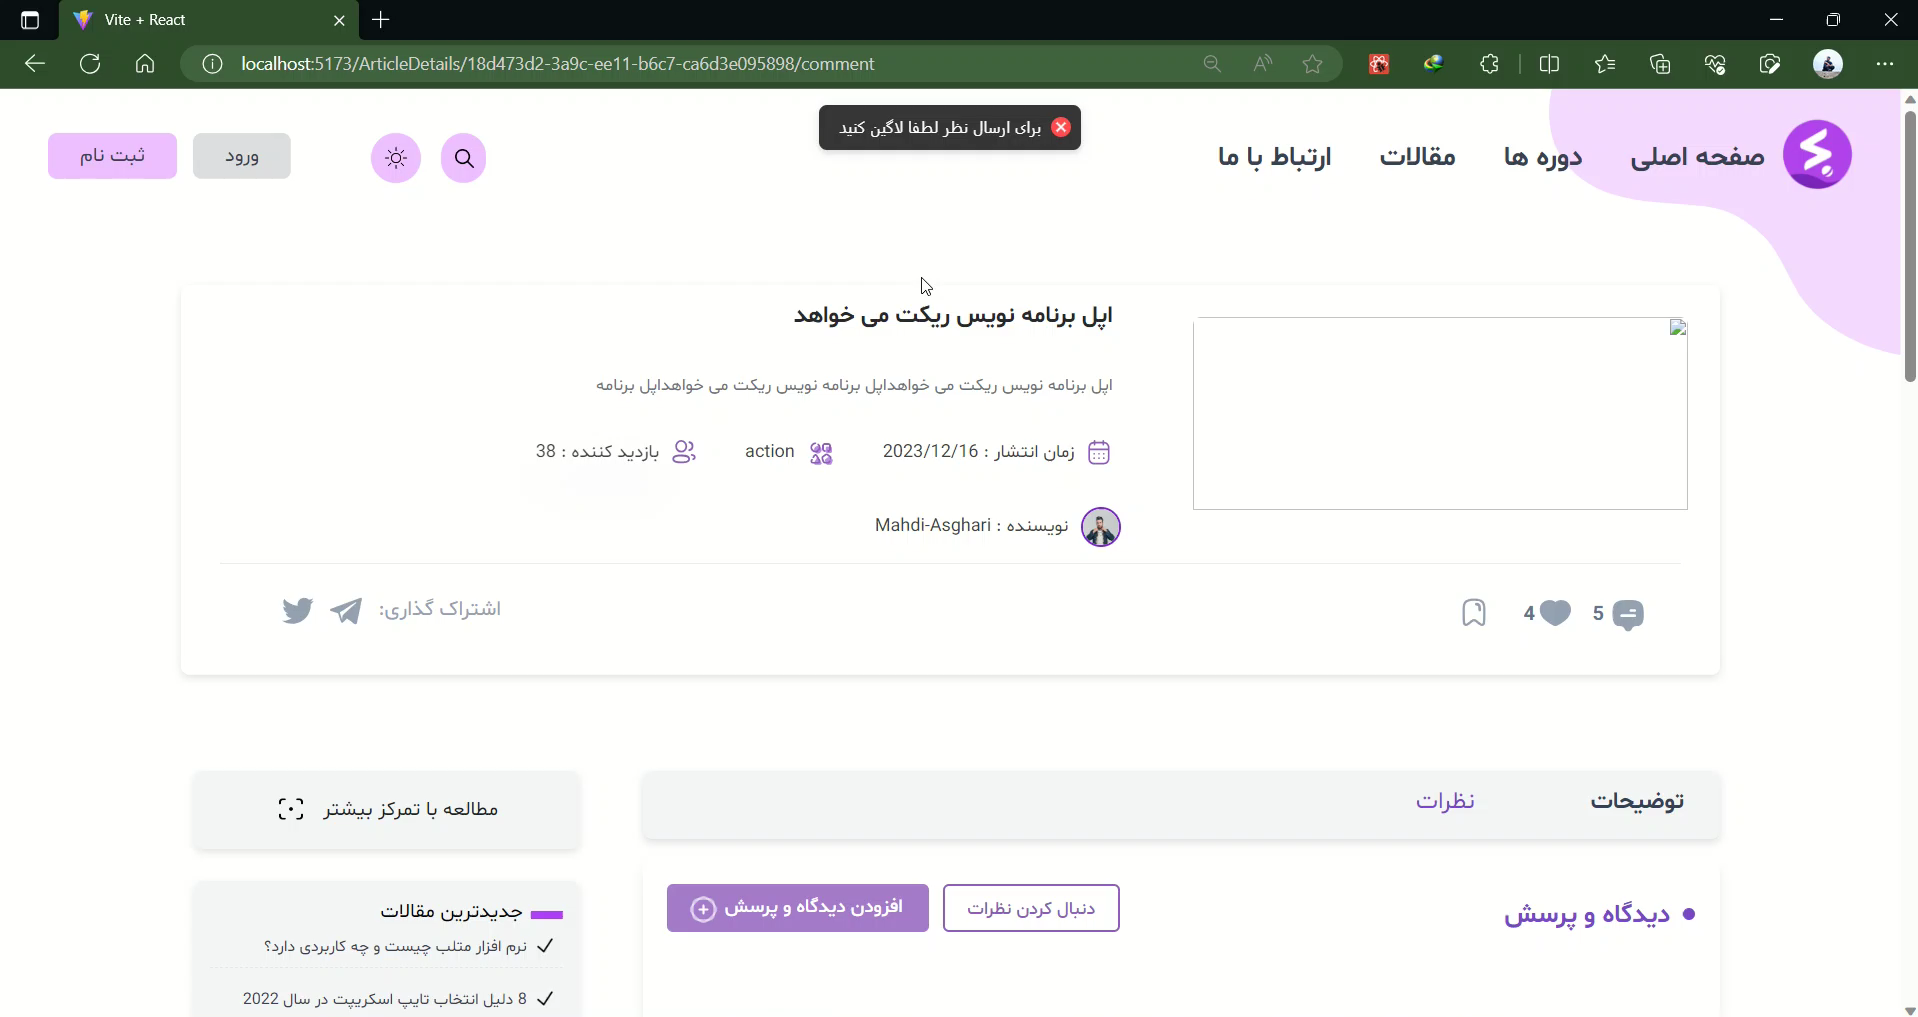 Vite + React
localhost:5173/ArticleDetails/18d473d2-3a9c-ee11-b6c7-ca6d3e095898/comment
برای ارسال نظر لطفا لاگین کنید
صفحه اصلی
دوره ها
مقالات
ارتباط با ما
ورود
ثبت نام
اپل برنامه نویس ریکت می خواهد
اپل برنامه نویس ریکت می خواهداپل برنامه نویس ریکت می خواهداپل برنامه
زمان انتشار : 2023/12/16
action
بازدید کننده : 38
نویسنده : Mahdi-Asghari
5
4
اشتراک گذاری:
توضیحات
نظرات
مطالعه با تمرکز بیشتر
دیدگاه و پرسش
دنبال کردن نظرات
افزودن دیدگاه و پرسش
جدیدترین مقالات
نرم افزار متلب چیست و چه کاربردی دارد؟
8 دلیل انتخاب تایپ اسکریپت در سال 2022